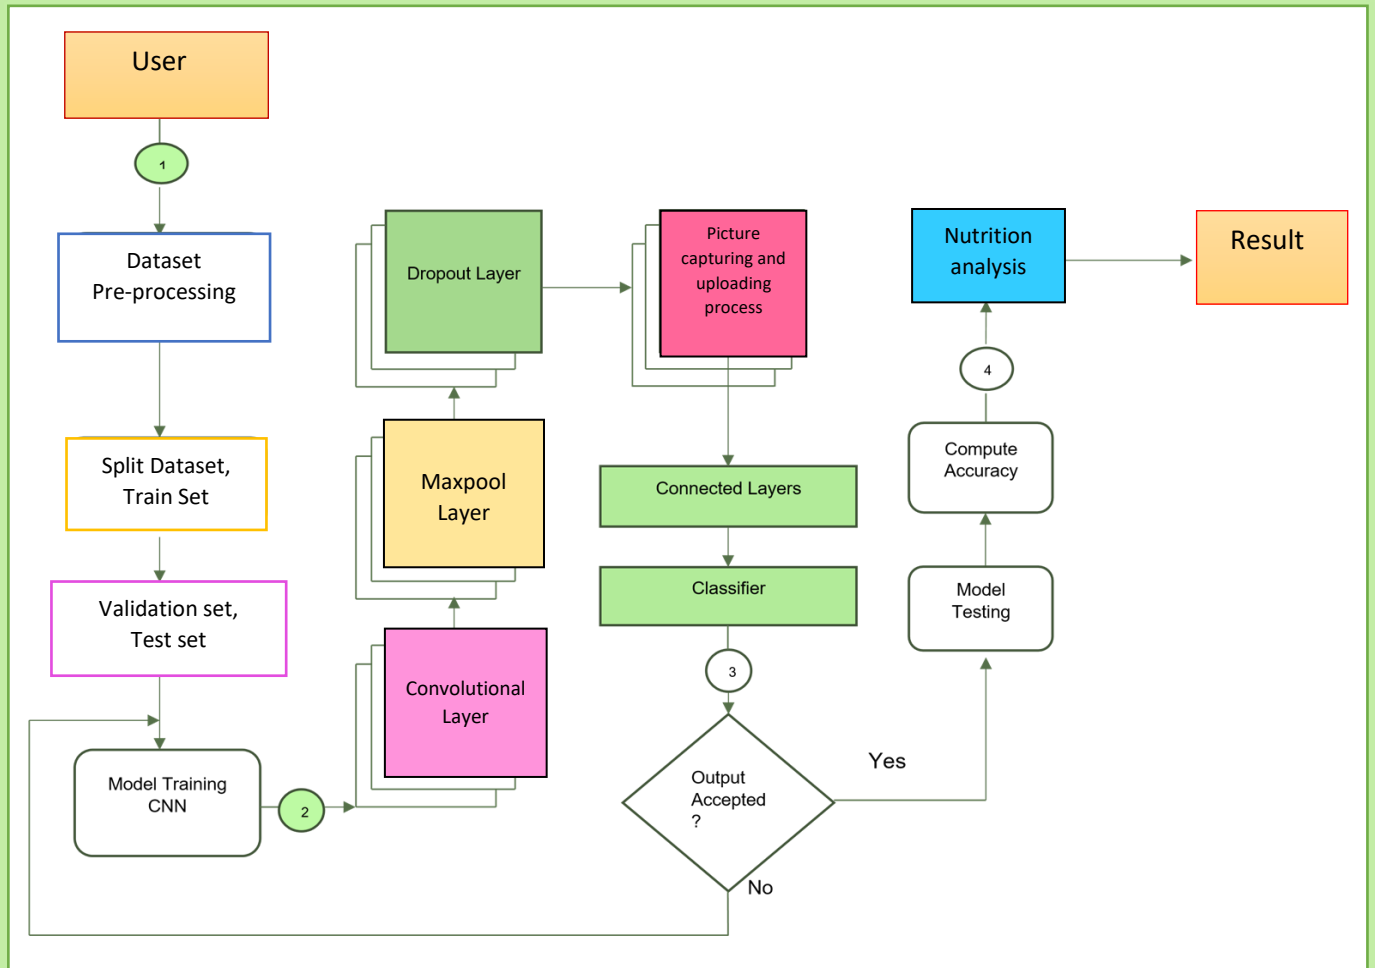 User
1
Dataset
Pre-processing
Split Dataset,
Train Set
Validation set,
Test set
Model Training
CNN
2
Convolutional
Layer
Maxpool
Layer
Dropout Layer
Picture
capturing and
uploading
process
Connected Layers
Classifier
3
Output
Accepted
?
No
Yes
Model
Testing
Compute
Accuracy
4
Nutrition
analysis
Result